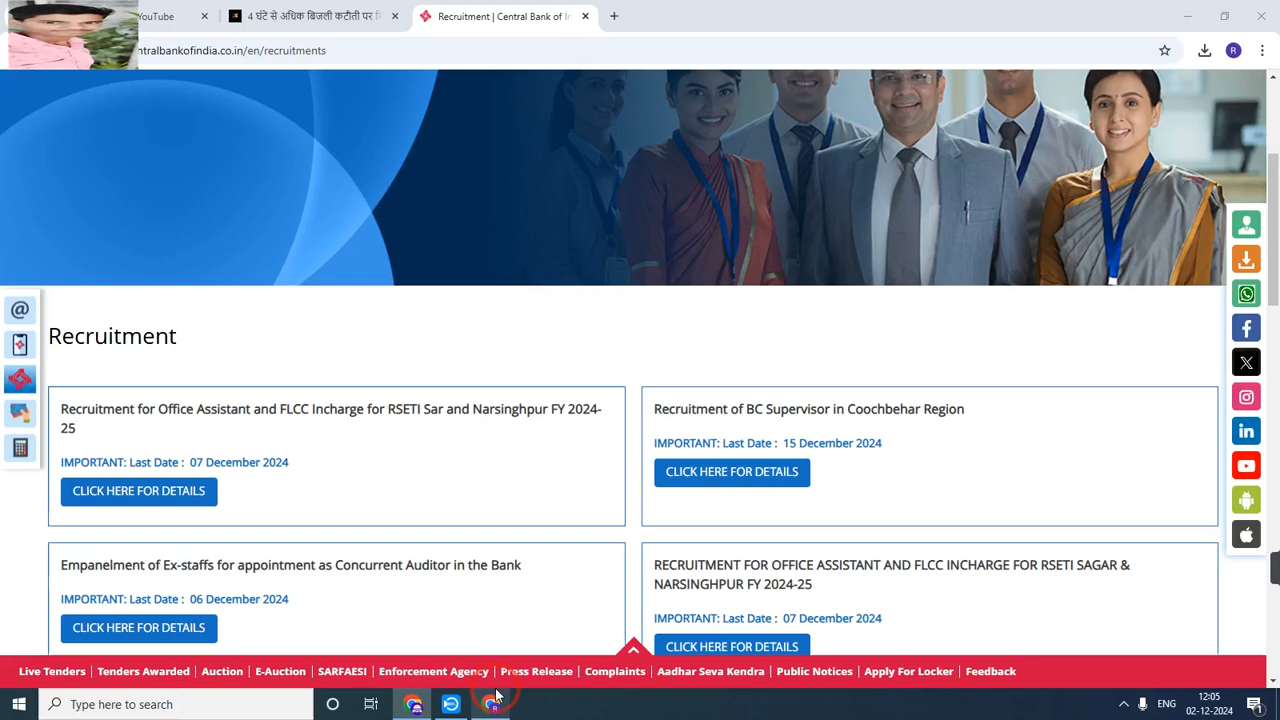 YouTube
4 घंटे से अधिक बिजली कटौती पर
Recruitment | Central Bank of In
ntralbankofindia.co.in/en/recruitments
R
Recruitment
Recruitment for Office Assistant and FLCC Incharge for RSETI Sar and Narsinghpur FY 2024-
25
IMPORTANT: Last Date : 07 December 2024
CLICK HERE FOR DETAILS
Recruitment of BC Supervisor in Coochbehar Region
IMPORTANT: Last Date : 15 December 2024
CLICK HERE FOR DETAILS
Empanelment of Ex-staffs for appointment as Concurrent Auditor in the Bank
IMPORTANT: Last Date : 06 December 2024
CLICK HERE FOR DETAILS
RECRUITMENT FOR OFFICE ASSISTANT AND FLCC INCHARGE FOR RSETI SAGAR &
NARSINGHPUR FY 2024-25
IMPORTANT: Last Date : 07 December 2024
CLICK HERE FOR DETAILS
Live Tenders | Tenders Awarded | Auction | E-Auction | SARFAESI | Enforcement Agency | Press Release | Complaints | Aadhar Seva Kendra | Public Notices | Apply For Locker | Feedback
Type here to search
ENG
12:05
02-12-2024